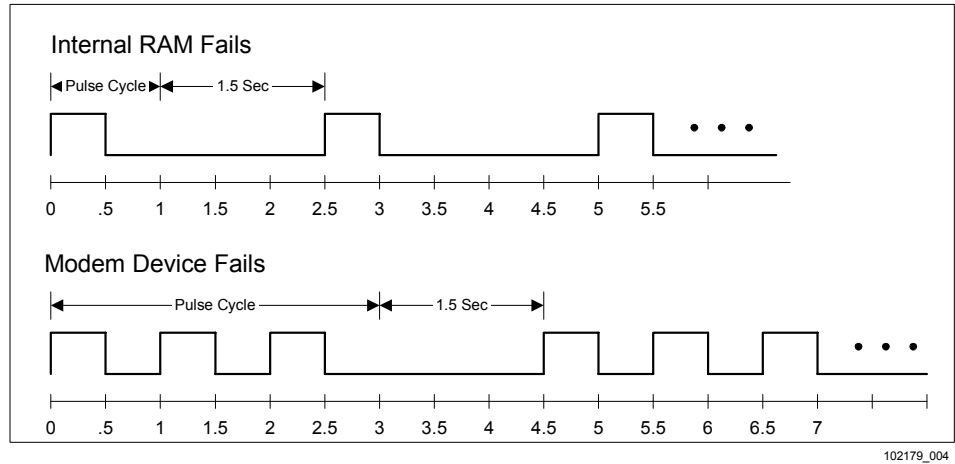 Internal RAM Fails
Pulse Cycle 1.5 Sec
0 .5 1 1.5 2 2.5 3 3.5 4 4.5 5 5.5
Modem Device Fails
Pulse Cycle 1.5 Sec
0 .5 1 1.5 2 2.5 3 3.5 4 4.5 5 5.5 6 6.5 7
102179_004